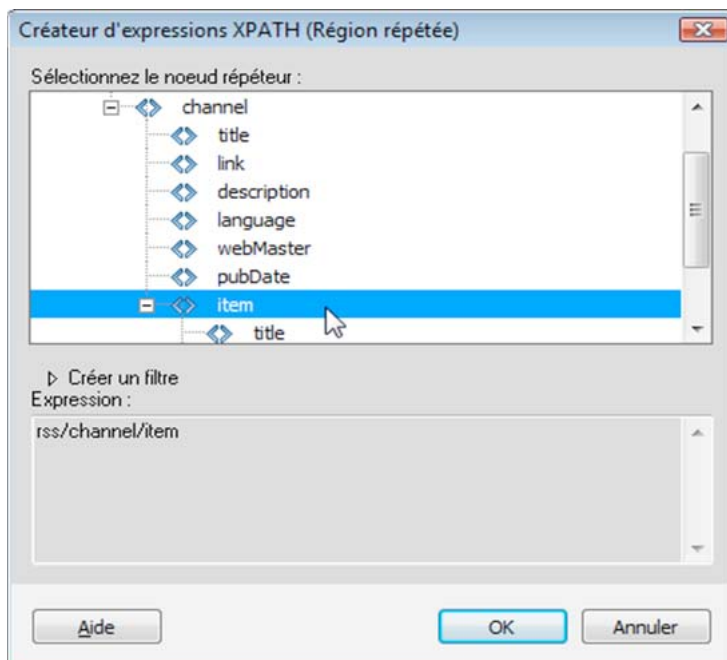 Créateur d'expressions XPATH (Région répétée)
Sélectionnez le noeud répéteur :
channel
title
link
description
language
webMaster
pubDate
item
title
Créer un filtre
Expression :
rss/channel/item
Aide
OK
Annuler